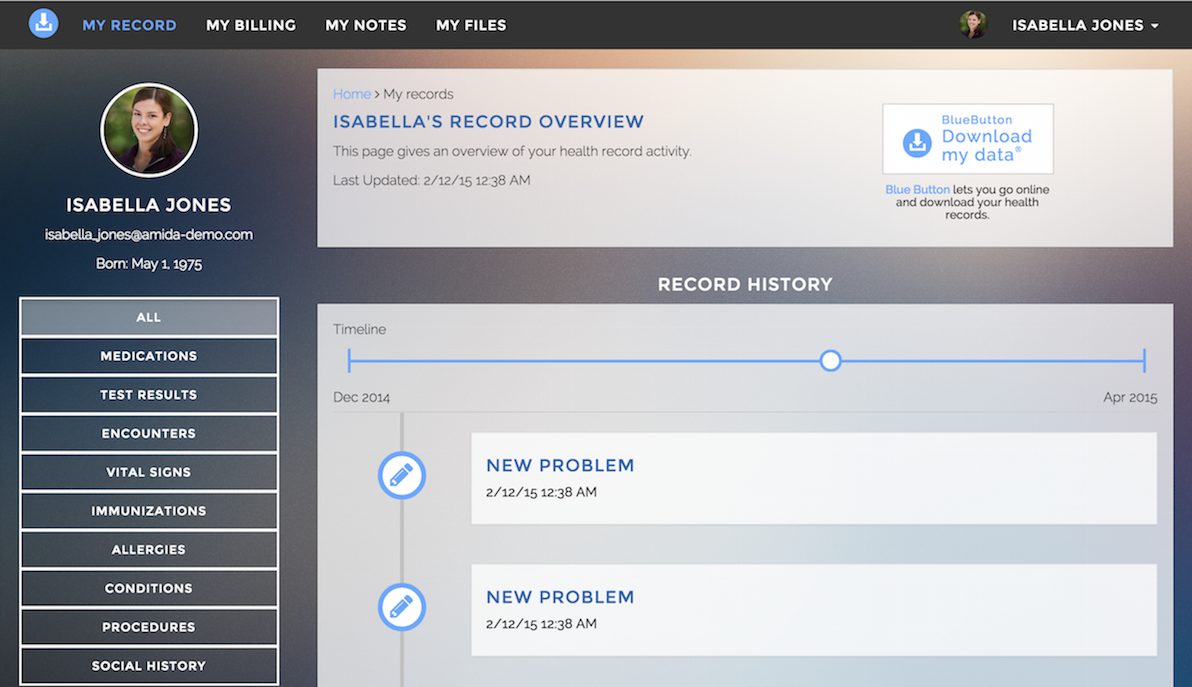 MY RECORD MY BILLING MY NOTES MY FILES ISABELLA JONES
ISABELLA JONES
isabella_jones@amida-demo.com
Born: May 1, 1975
ALL
MEDICATIONS
TEST RESULTS
ENCOUNTERS
VITAL SIGNS
IMMUNIZATIONS
ALLERGIES
CONDITIONS
PROCEDURES
SOCIAL HISTORY
Home > My records
ISABELLA'S RECORD OVERVIEW
This page gives an overview of your health record activity.
Last Updated: 2/12/15 12:38 AM
BlueButton
Download
my data®
Blue Button lets you go online
and download your health
records.
RECORD HISTORY
Timeline
Dec 2014 Apr 2015
NEW PROBLEM
2/12/15 12:38 AM
NEW PROBLEM
2/12/15 12:38 AM